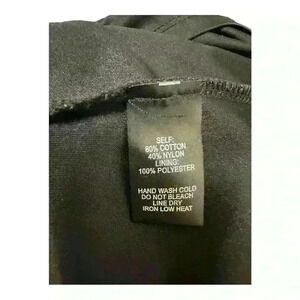 SELF:
60% COTTON
40% NYLON
LINING:
100% POLYESTER
HAND WASH COLD
DO NOT BLEACH
LINE DRY
IRON LOW HEAT